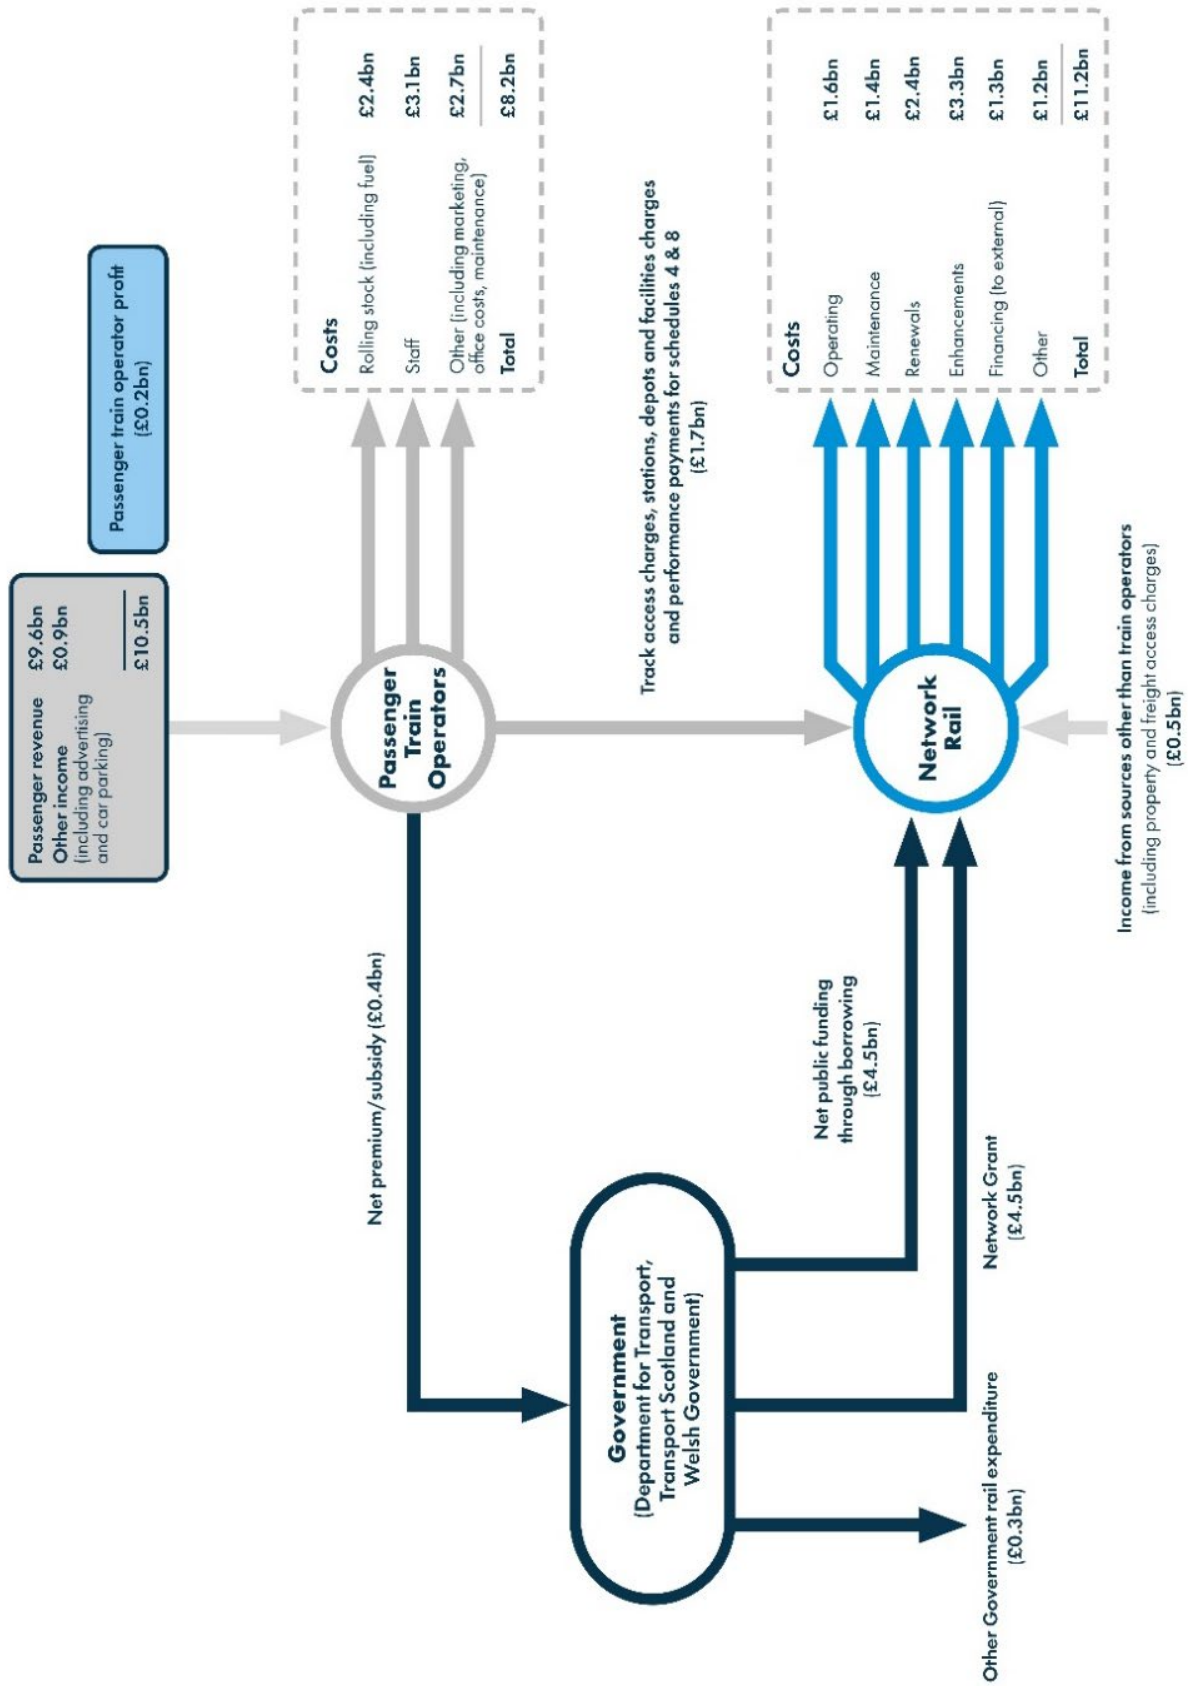 Passenger revenue £9.6bn
Other income £0.9bn
(including advertising
and car parking)
£10.5bn
Passenger train operator profit
(£0.2bn)
Net premium/subsidy (£0.4bn)
Passenger
Train
Operators
Costs
Rolling stock (including fuel) £2.4bn
Staff £3.1bn
Other (including marketing, £2.7bn
office costs, maintenance)
Total £8.2bn
Government
(Department for Transport,
Transport Scotland and
Welsh Government)
Track access charges, stations, depots and facilities charges
and performance payments for schedules 4 & 8
(£1.7bn)
Net public funding
through borrowing
(£4.5bn)
Network
Rail
Costs
Operating £1.6bn
Maintenance £1.4bn
Renewals £2.4bn
Enhancements £3.3bn
Financing (to external) £1.3bn
Other £1.2bn
Total £11.2bn
Other Government rail expenditure
(£0.3bn)
Network Grant
(£4.5bn)
Income from sources other than train operators
(including property and freight access charges)
(£0.5bn)